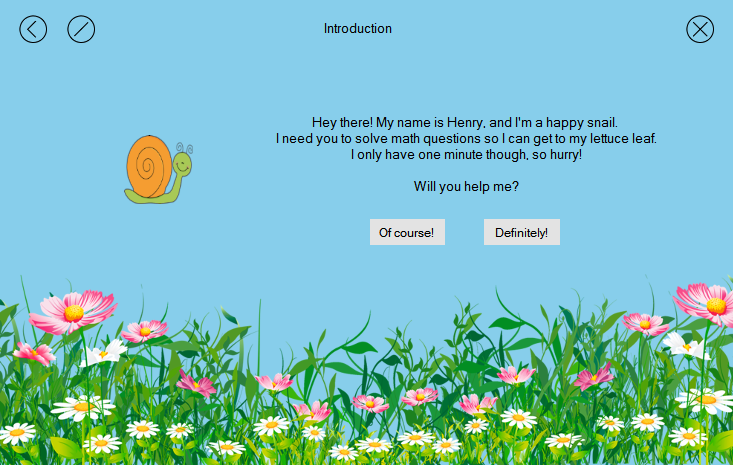 Introduction
Hey there! My name is Henry, and I'm a happy snail.
I need you to solve math questions so I can get to my lettuce leaf.
I only have one minute though, so hurry!
Will you help me?
Of course!
Definitely!